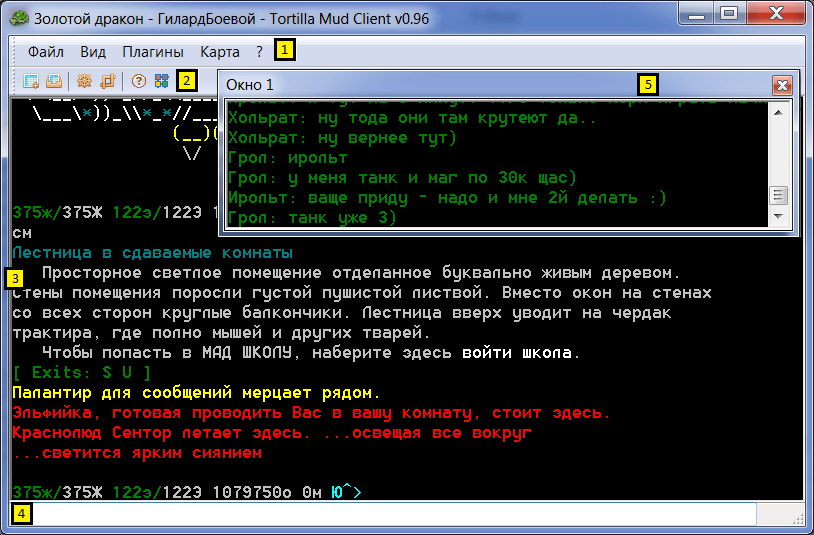 Золотой дракон - ГилардБоевой - Tortilla Mud Client v0.96
Файл Вид Плагины Карта ? 1
2
Окно 1 5
Хольрат: ну тода они там крутеют да..
Хольрат: ну вернее тут)
Грол: ирольт
Грол: у меня танк и маг по 30к щас)
Ирольт: ваще приду - надо и мне 2й делать :)
Грол: танк уже 3)
375ж/375Ж 122э/122Э 1
см
Лестница в сдаваемые комнаты
3 Просторное светлое помещение отделанное буквально живым деревом.
Стены помещения поросли густой пушистой листвой. Вместо окон на стенах
со всех сторон круглые балкончики. Лестница вверх уводит на чердак
трактира, где полно мышей и других тварей.
Чтобы попасть в МАД ШКОЛУ, наберите здесь войти школа.
[ Exits: S U ]
Палантир для сообщений мерцает рядом.
Эльфийка, готовая проводить Вас в вашу комнату, стоит здесь.
Краснолюд Сентор летает здесь. ...освещая все вокруг
...светится ярким сиянием
375ж/375Ж 122э/122Э 1079750о 0м Ю^>
4